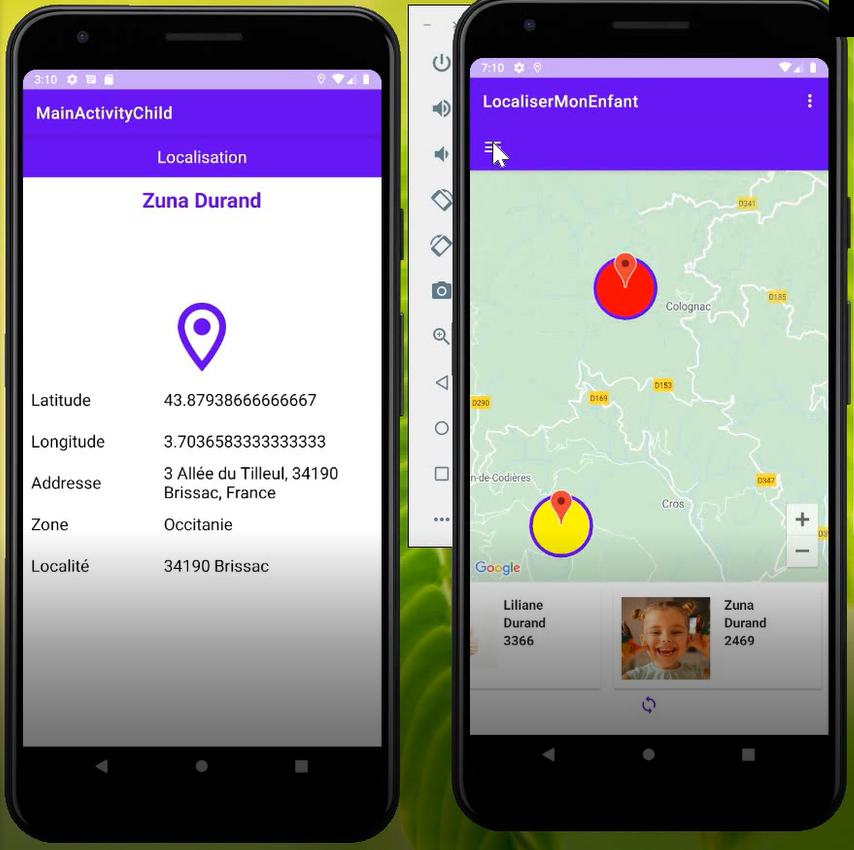 3:10
MainActivityChild
Localisation
Zuna Durand
Latitude 43.87938666666667
Longitude 3.7036583333333333
Addresse 3 Allée du Tilleul, 34190
Brissac, France
Zone Occitanie
Localité 34190 Brissac
7:10
LocaliserMonEnfant
D341
D185
Colognac
D153
D290
D169
n-de-Codières
D347
Cros
Google
Liliane
Durand
3366
Zuna
Durand
2469